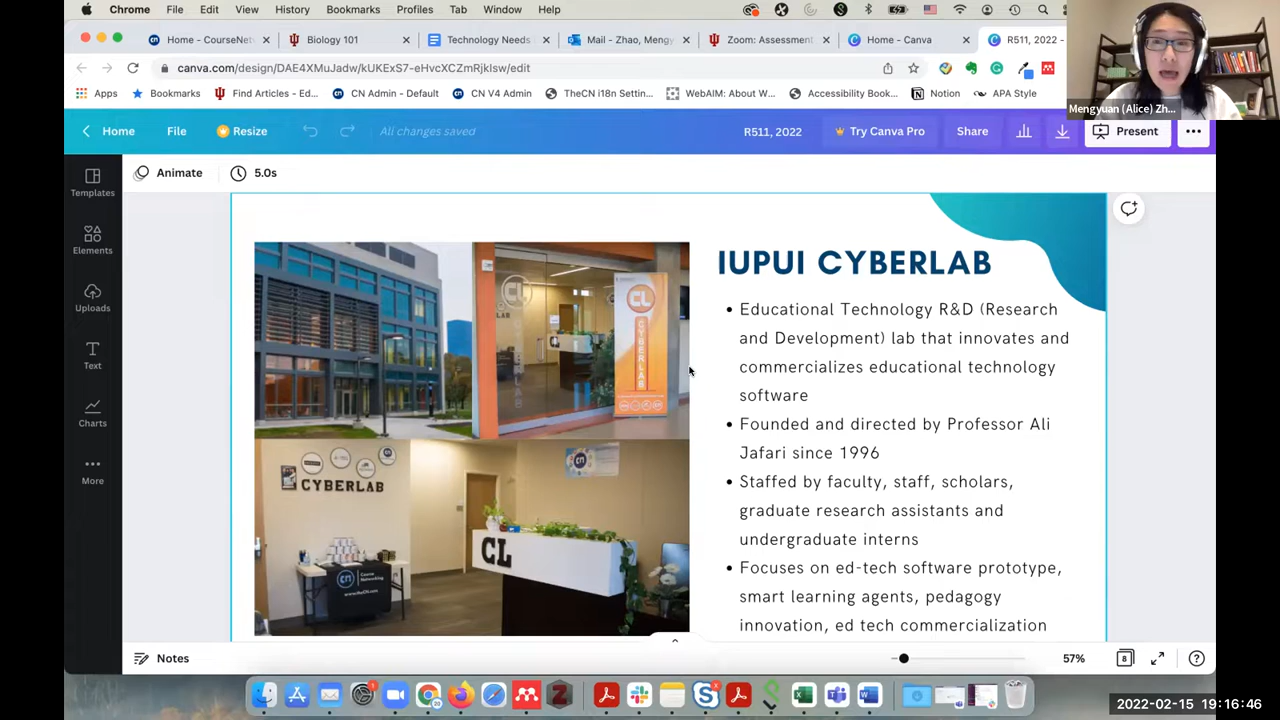 Chrome File Edit View History Bookmarks Profiles Tab Window Help
Home - CourseNet
Biology 101
Technology Needs
Mail - Zhao, Mengy
Zoom: Assessment
Home - Canva
R511, 2022 -
canva.com/design/DAE4XMuJadw/kUKExS7-eHvcXCZmRjkIsw/edit
Apps
Bookmarks
Find Articles - Ed...
CN Admin - Default
CN V4 Admin
TheCN i18n Settin...
WebAIM: About W...
Accessibility Book...
Notion
APA Style
Mengyuan (Alice) Zh...
Home
File
Resize
All changes saved
R511, 2022
Try Canva Pro
Share
Present
Animate
5.0s
Templates
Elements
Uploads
Text
Charts
More
IUPUI CYBERLAB
• Educational Technology R&D (Research
and Development) lab that innovates and
commercializes educational technology
software
• Founded and directed by Professor Ali
Jafari since 1996
• Staffed by faculty, staff, scholars,
graduate research assistants and
undergraduate interns
• Focuses on ed-tech software prototype,
smart learning agents, pedagogy
innovation, ed tech commercialization
CL
CYBERLAB
CYBERLAB
CL
cn
Notes
57%
8
2022-02-15 19:16:46